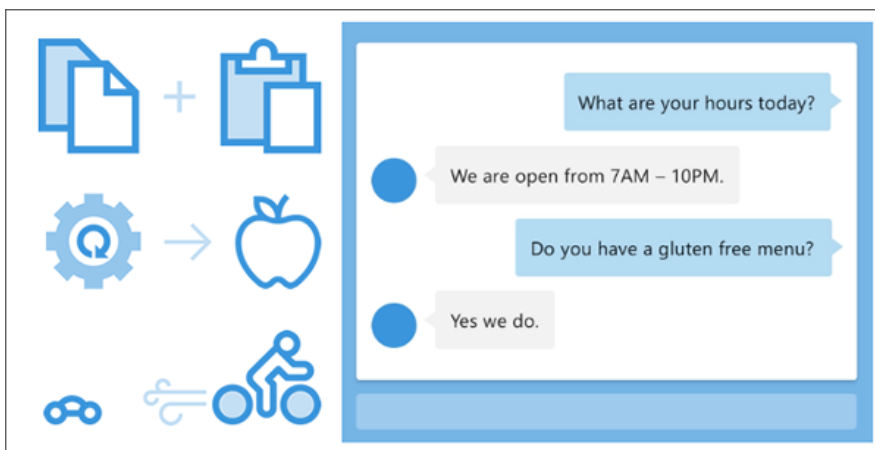 What are your hours today?
We are open from 7AM – 10PM.
Do you have a gluten free menu?
Yes we do.